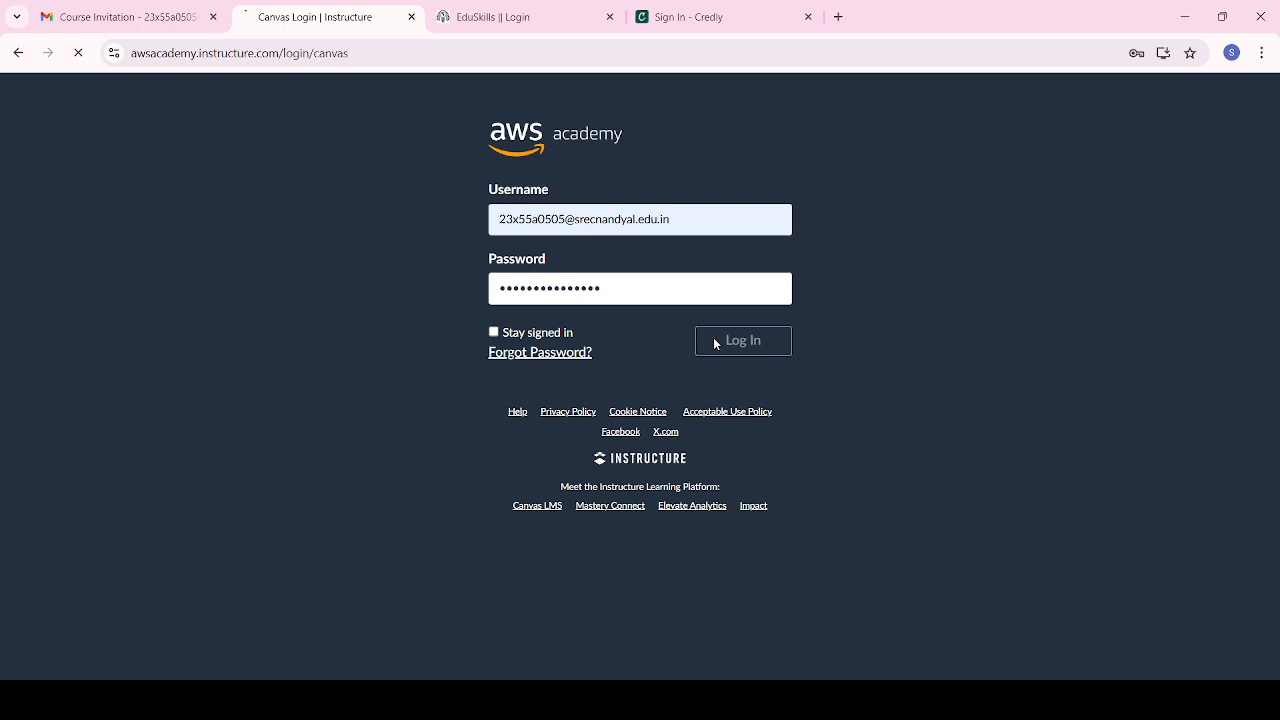 Course Invitation - 23x55a0505
Canvas Login | Instructure
EduSkills || Login
Sign In - Credly
awsacademy.instructure.com/login/canvas
S
aws academy
Username
23x55a0505@srecnandyal.edu.in
Password
•••••••••••••••
Stay signed in
Log In
Forgot Password?
Help Privacy Policy Cookie Notice Acceptable Use Policy
Facebook X.com
INSTRUCTURE
Meet the Instructure Learning Platform:
Canvas LMS Mastery Connect Elevate Analytics Impact